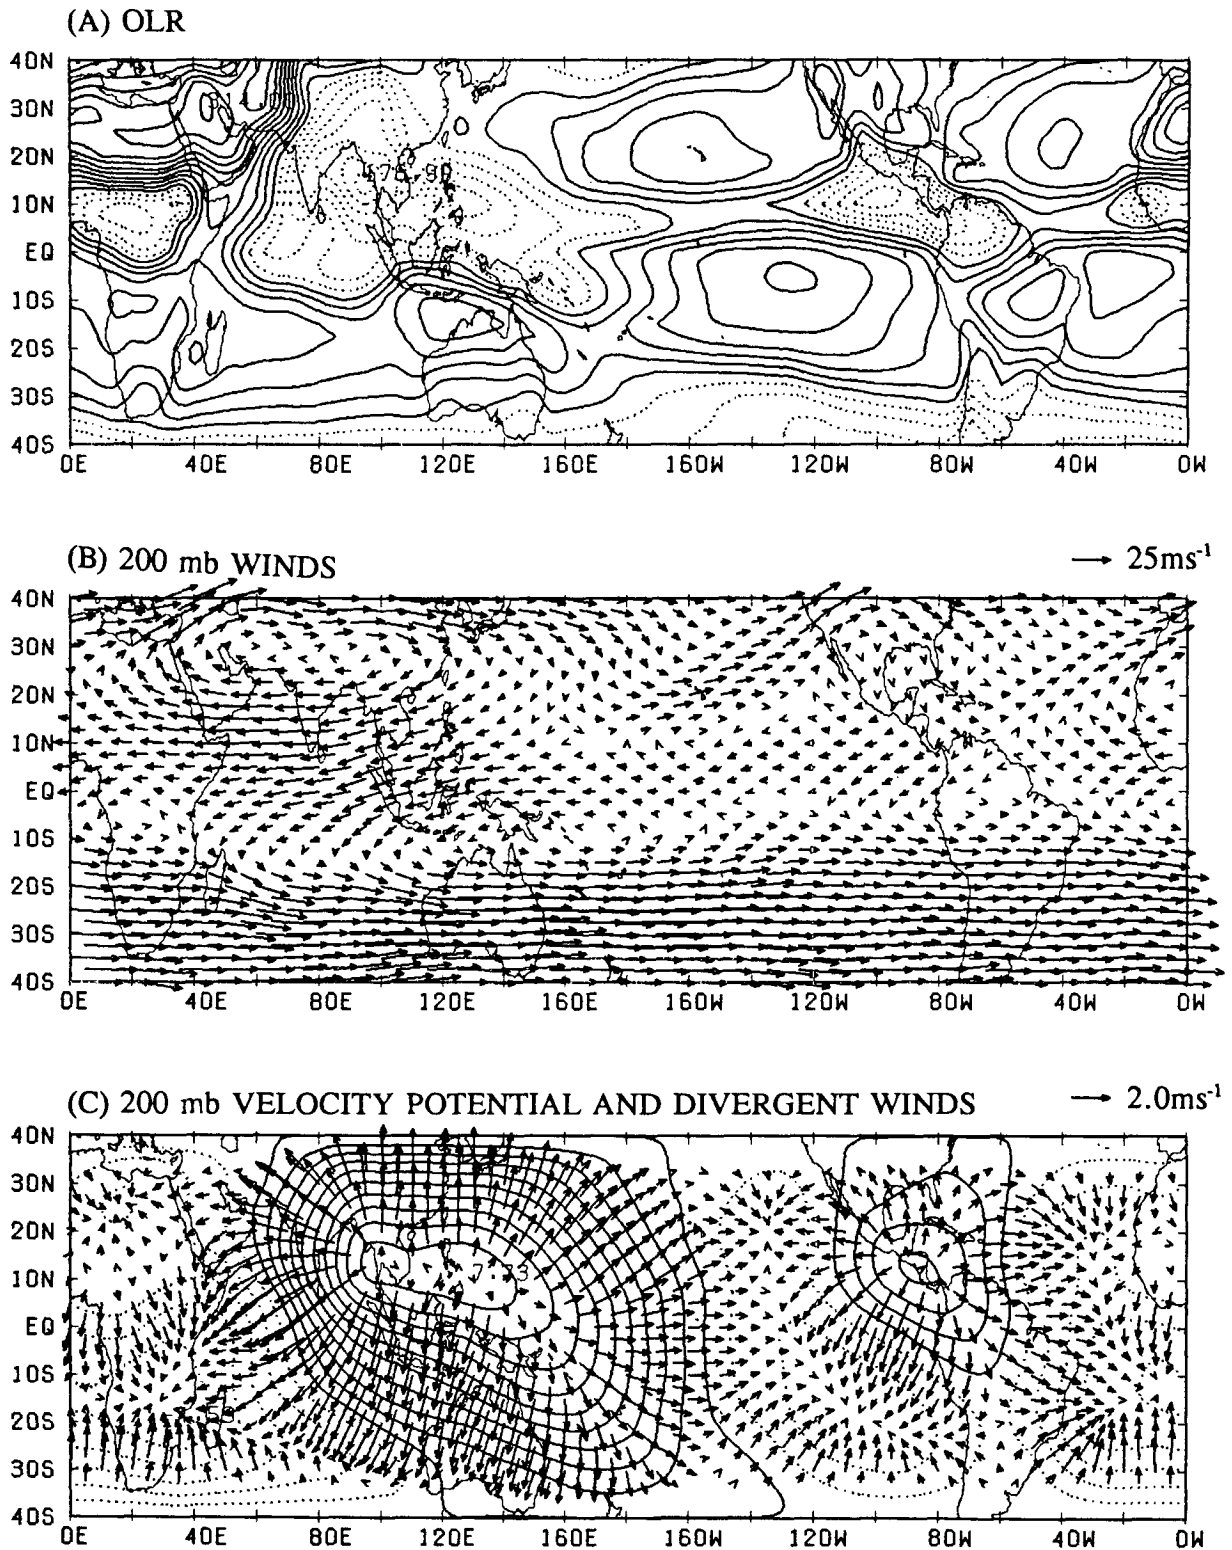 (A) OLR
40N
30N
20N
10N
EQ
10S
20S
30S
40S
0E 40E 80E 120E 160E 160W 120W 80W 40W 0W
(B) 200 mb WINDS
25ms⁻¹
40N
30N
20N
10N
EQ
10S
20S
30S
40S
0E 40E 80E 120E 160E 160W 120W 80W 40W 0W
(C) 200 mb VELOCITY POTENTIAL AND DIVERGENT WINDS
2.0ms⁻¹
40N
30N
20N
10N
EQ
10S
20S
30S
40S
0E 40E 80E 120E 160E 160W 120W 80W 40W 0W